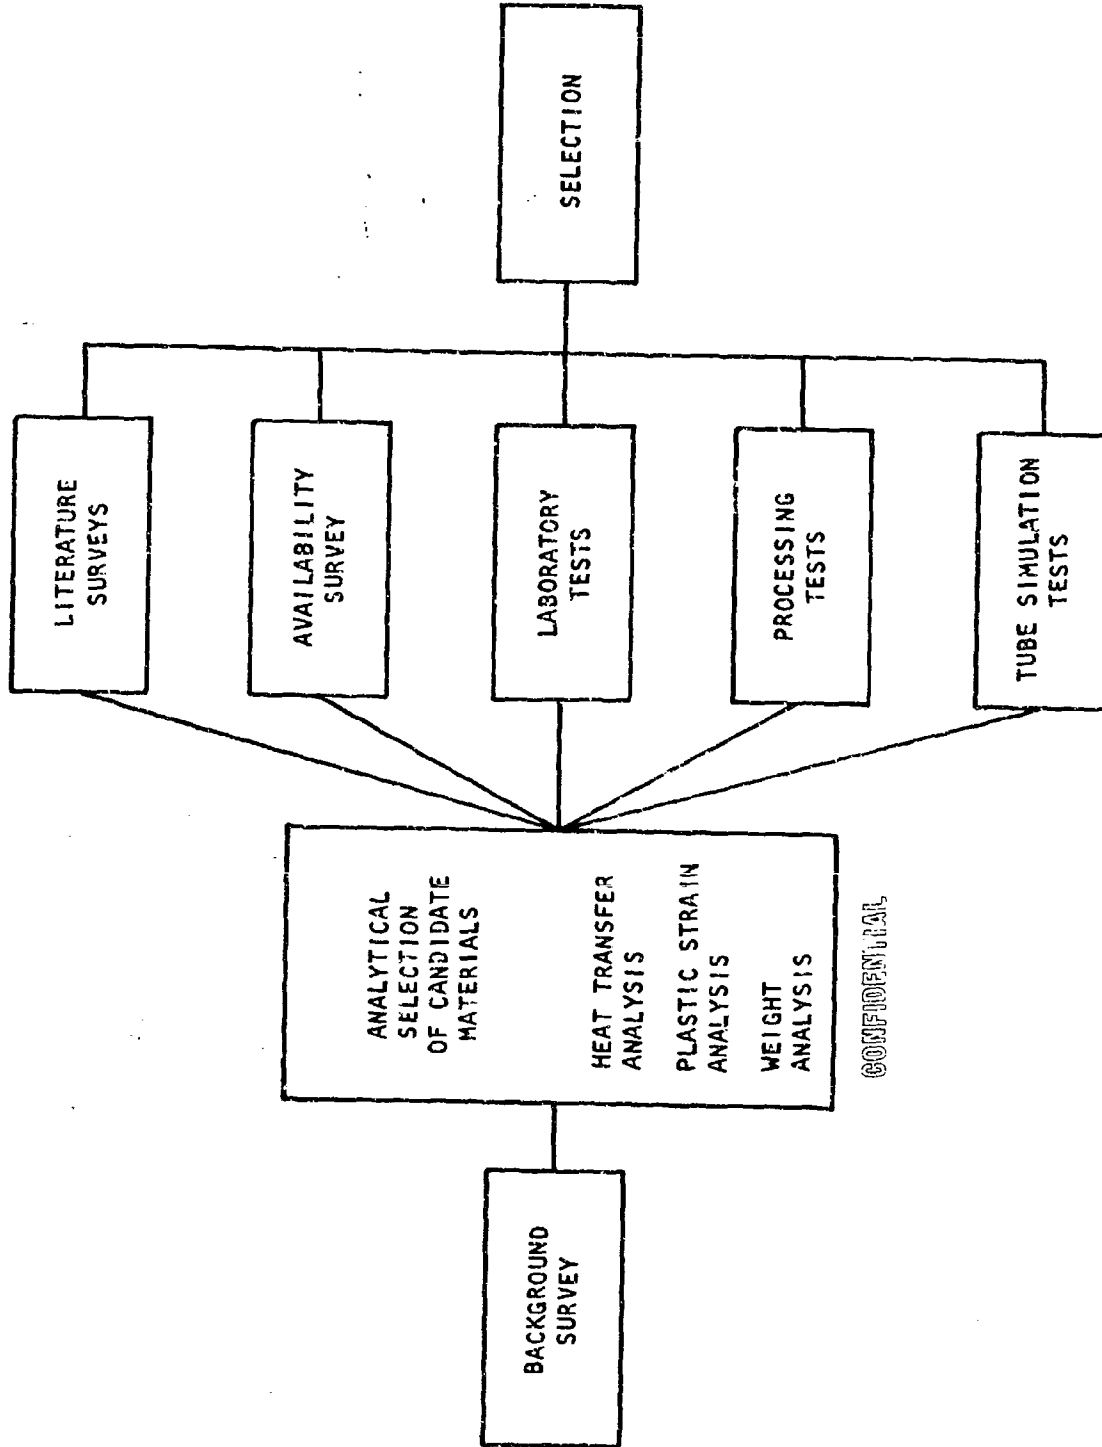 BACKGROUND
SURVEY
ANALYTICAL
SELECTION
OF CANDIDATE
MATERIALS
HEAT TRANSFER
ANALYSIS
PLASTIC STRAIN
ANALYSIS
WEIGHT
ANALYSIS
LITERATURE
SURVEYS
AVAILABILITY
SURVEY
LABORATORY
TESTS
PROCESSING
TESTS
TUBE SIMULATION
TESTS
SELECTION
CONFIDENTIAL